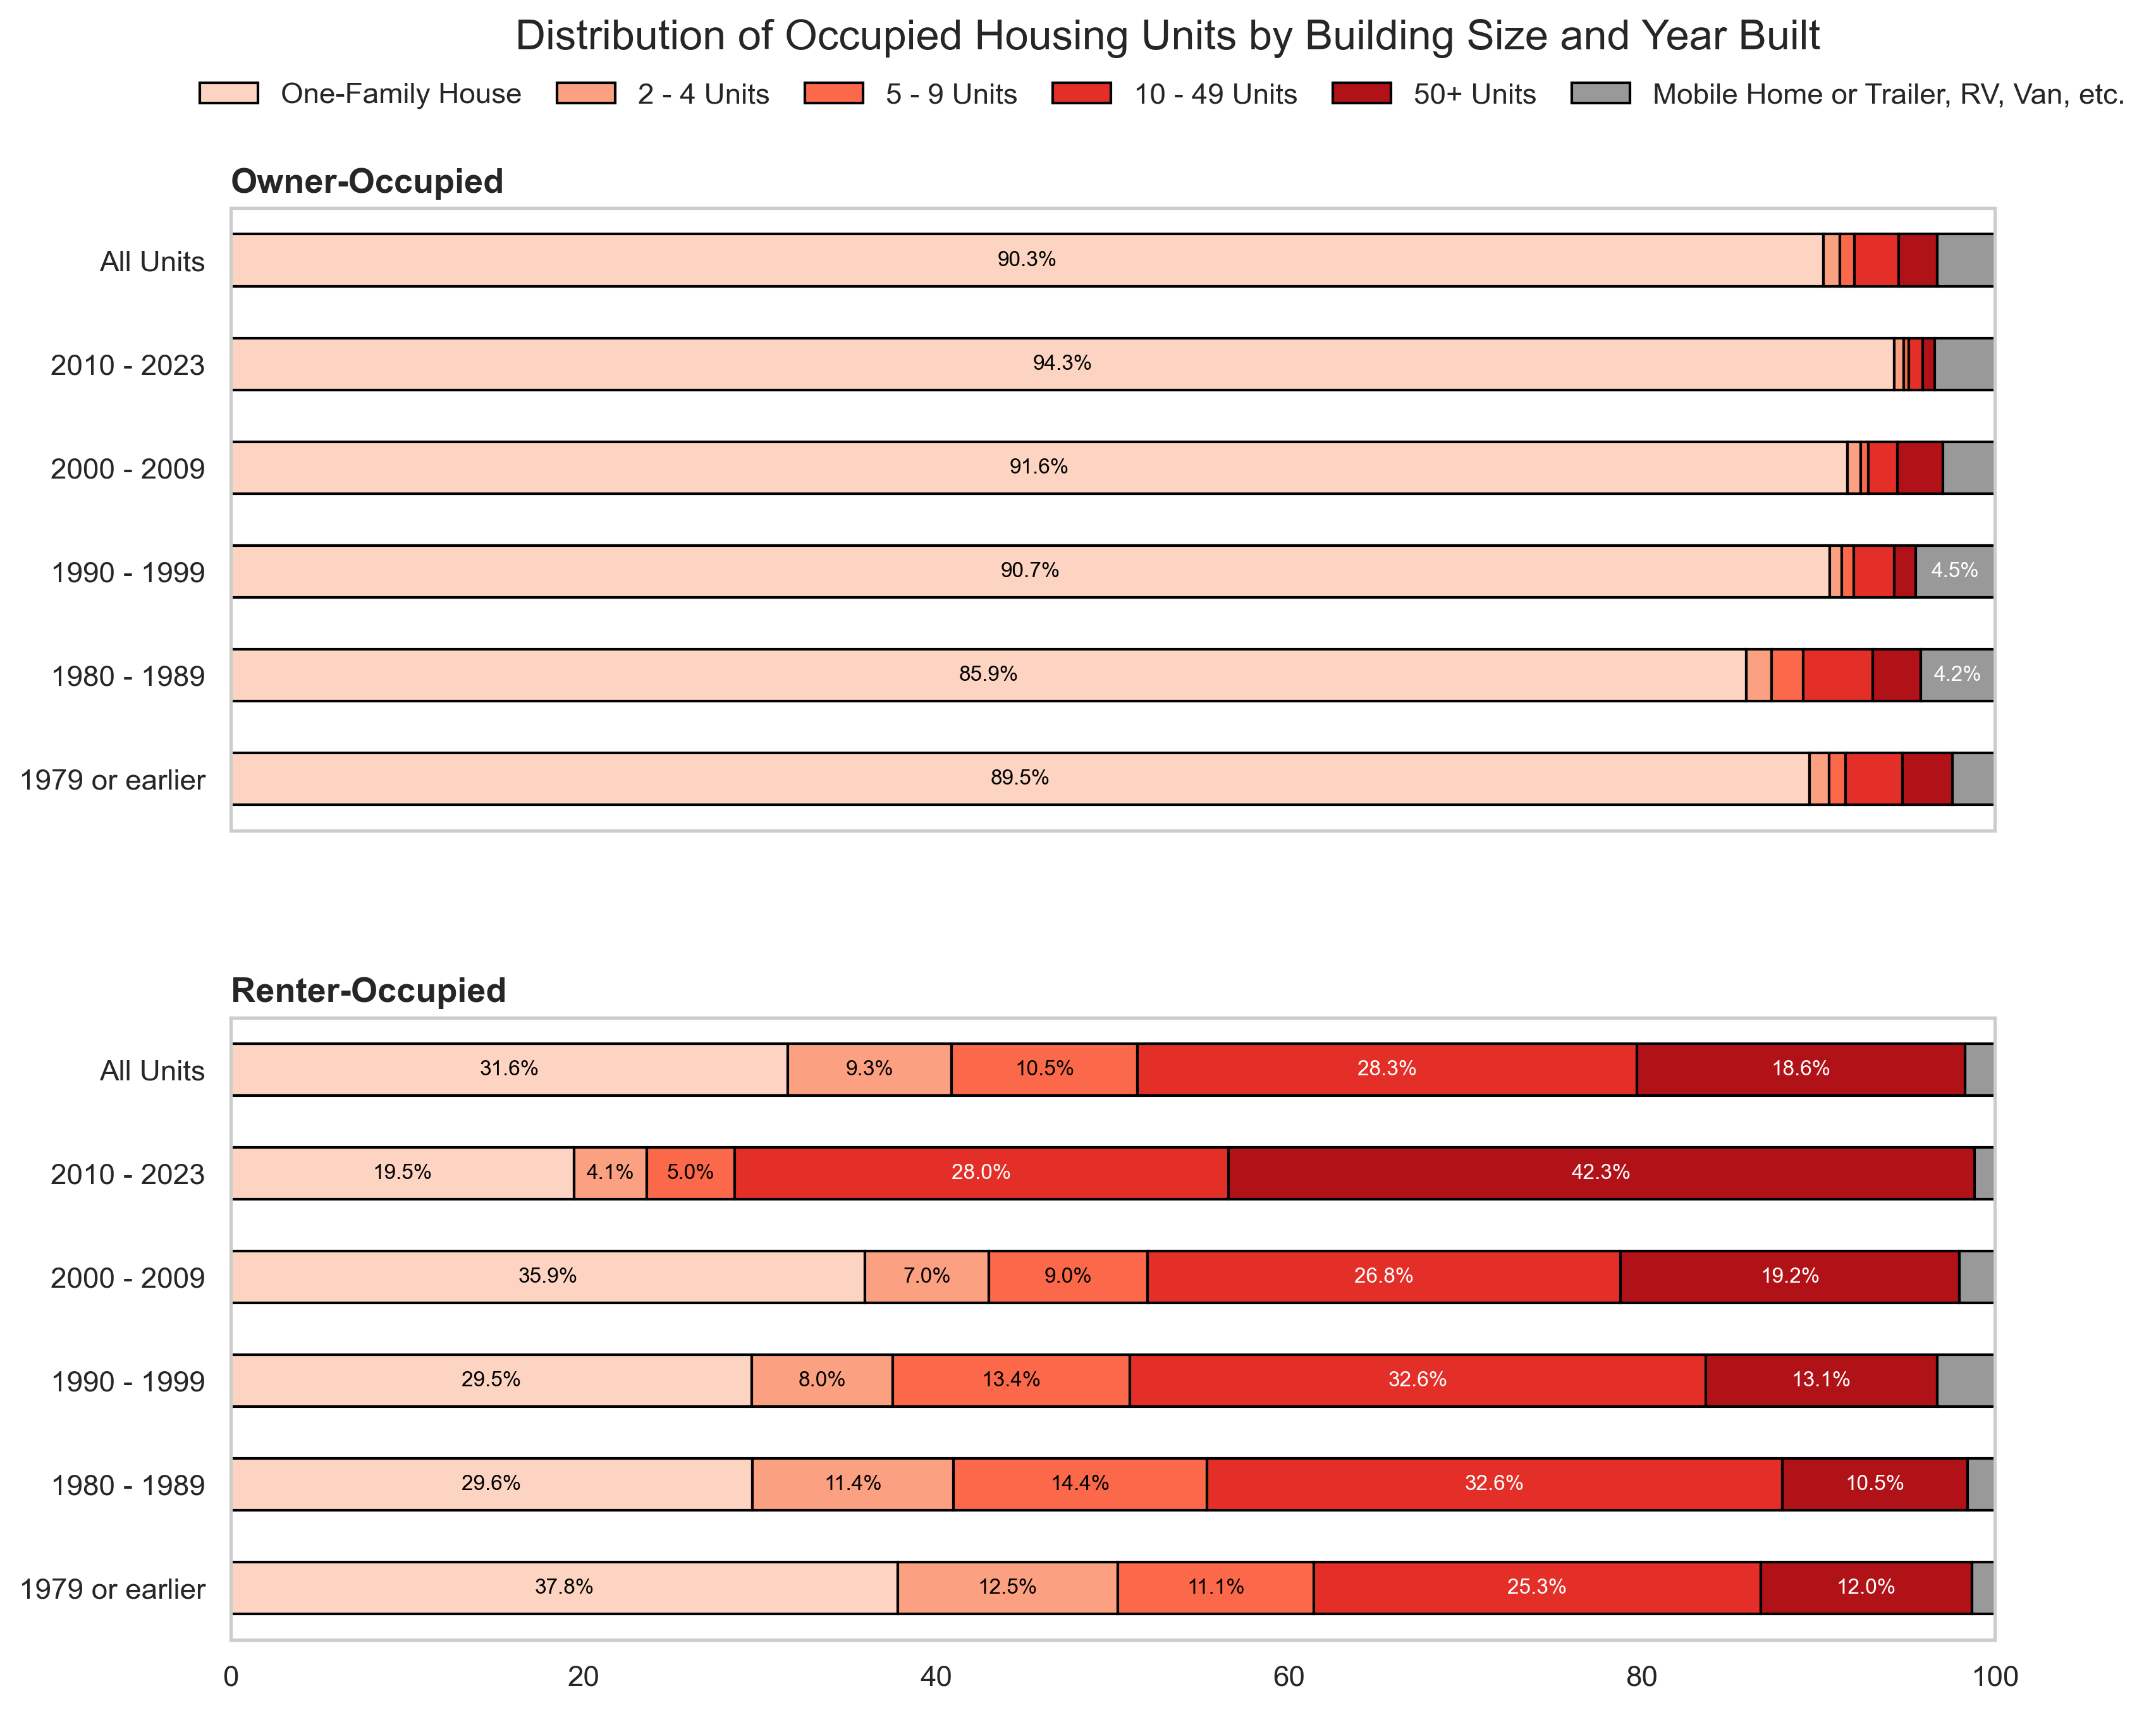 Distribution of Occupied Housing Units by Building Size and Year Built
One-Family House 2 - 4 Units 5 - 9 Units 10 - 49 Units 50+ Units Mobile Home or Trailer, RV, Van, etc.
Owner-Occupied
All Units 90.3%
2010 - 2023 94.3%
2000 - 2009 91.6%
1990 - 1999 90.7% 4.5%
1980 - 1989 85.9% 4.2%
1979 or earlier 89.5%
Renter-Occupied
All Units 31.6% 9.3% 10.5% 28.3% 18.6%
2010 - 2023 19.5% 4.1% 5.0% 28.0% 42.3%
2000 - 2009 35.9% 7.0% 9.0% 26.8% 19.2%
1990 - 1999 29.5% 8.0% 13.4% 32.6% 13.1%
1980 - 1989 29.6% 11.4% 14.4% 32.6% 10.5%
1979 or earlier 37.8% 12.5% 11.1% 25.3% 12.0%
0 20 40 60 80 100